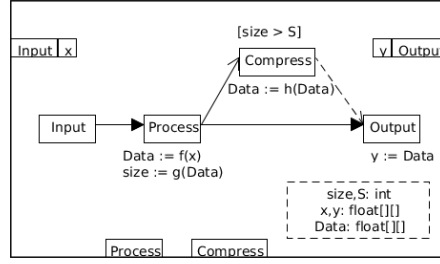 [size > S]
Input x
y Output
Compress
Data := h(Data)
Input
Process
Output
Data := f(x)
size := g(Data)
y := Data
size,S: int
x,y: float[][]
Data: float[][]
Process
Compress